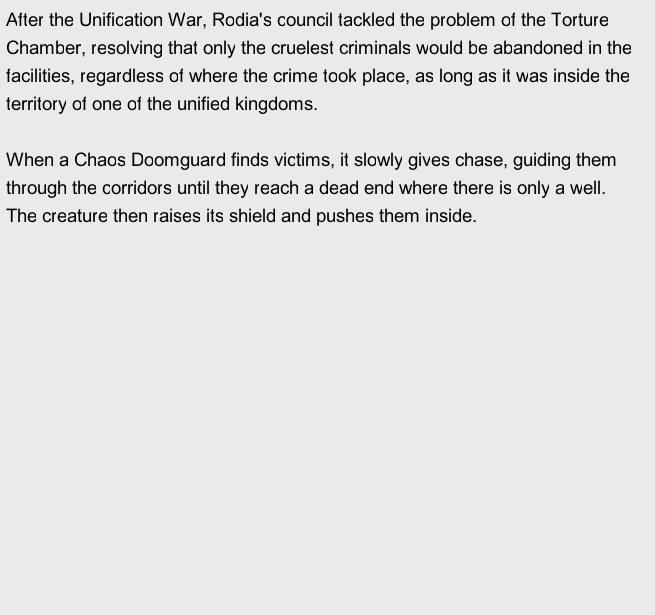 After the Unification War, Rodia's council tackled the problem of the Torture
Chamber, resolving that only the cruelest criminals would be abandoned in the
facilities, regardless of where the crime took place, as long as it was inside the
territory of one of the unified kingdoms.
When a Chaos Doomguard finds victims, it slowly gives chase, guiding them
through the corridors until they reach a dead end where there is only a well.
The creature then raises its shield and pushes them inside.